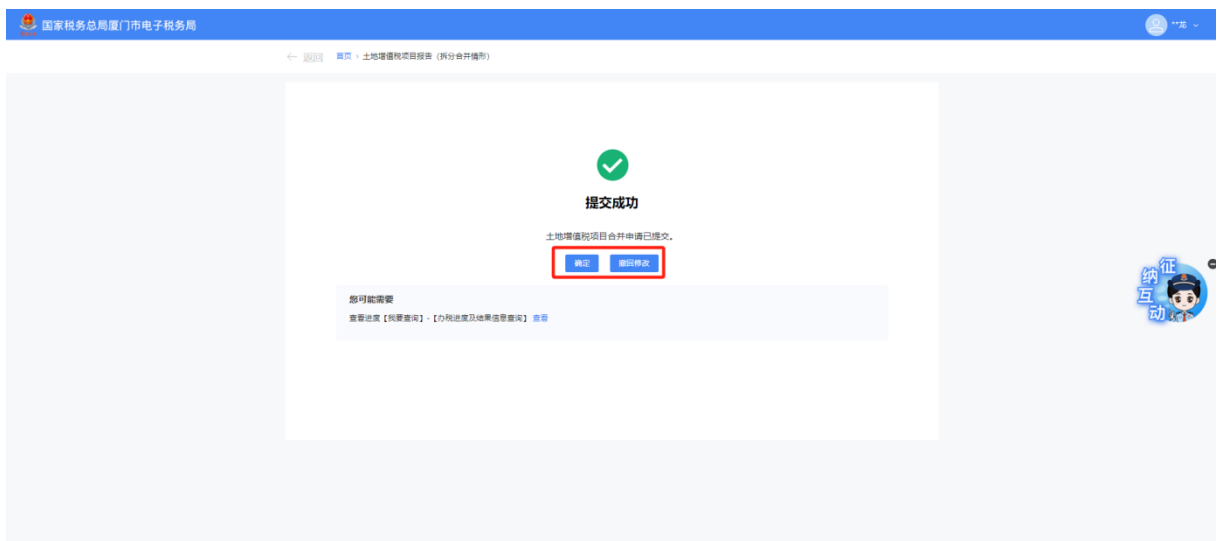 国家税务总局厦门市电子税务局
**龙
返回 首页 › 土地增值税项目报告（拆分合并情形）
提交成功
土地增值税项目合并申请已提交。
确定 撤回修改
您可能需要
查看进度【我要查询】-【办税进度及结果信息查询】 查看
征纳互动